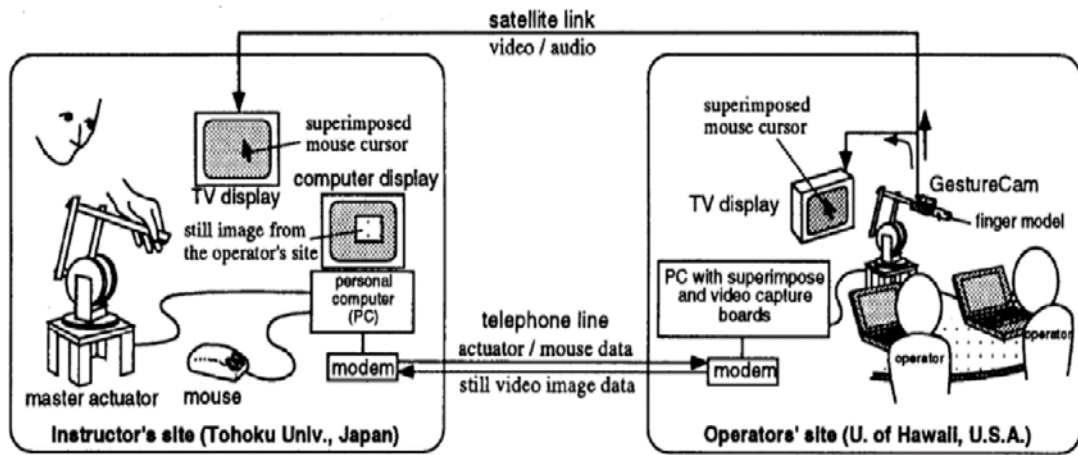 satellite link
video / audio
superimposed
mouse cursor
TV display
computer display
still image from
the operator's site
personal
computer
(PC)
modem
master actuator
mouse
Instructor's site (Tohoku Univ., Japan)
telephone line
actuator / mouse data
still video image data
superimposed
mouse cursor
TV display
GestureCam
finger model
PC with superimpose
and video capture
boards
modem
operator
operator
Operators' site (U. of Hawaii, U.S.A.)